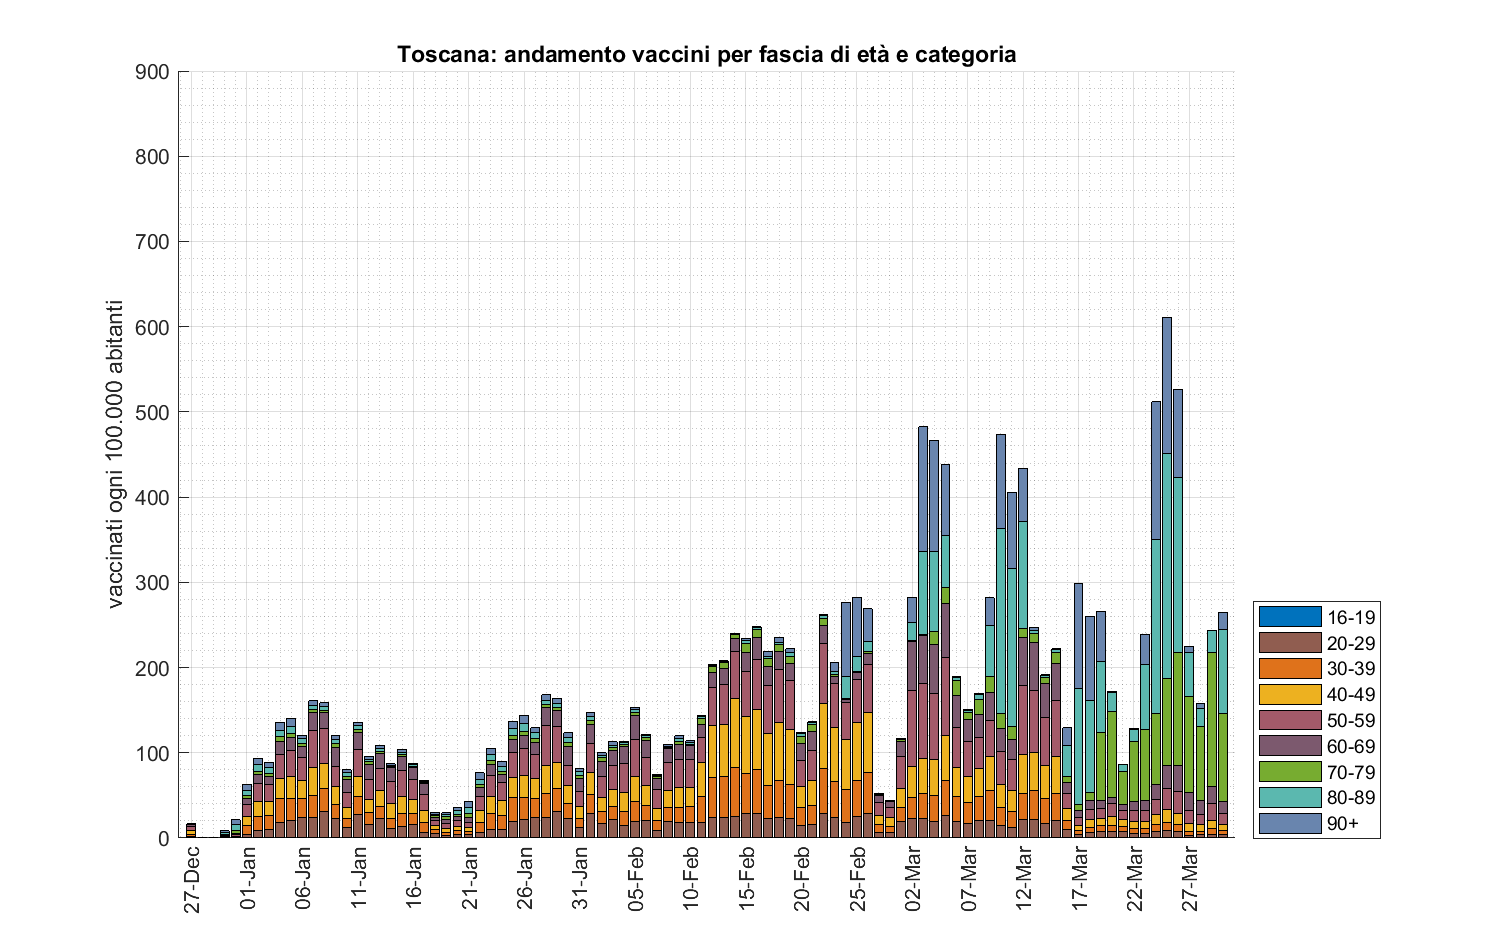 Toscana: andamento vaccini per fascia di età e categoria
vaccinati ogni 100.000 abitanti
900
800
700
600
500
400
300
200
100
0
27-Dec
01-Jan
06-Jan
11-Jan
16-Jan
21-Jan
26-Jan
31-Jan
05-Feb
10-Feb
15-Feb
20-Feb
25-Feb
02-Mar
07-Mar
12-Mar
17-Mar
22-Mar
27-Mar
16-19
20-29
30-39
40-49
50-59
60-69
70-79
80-89
90+